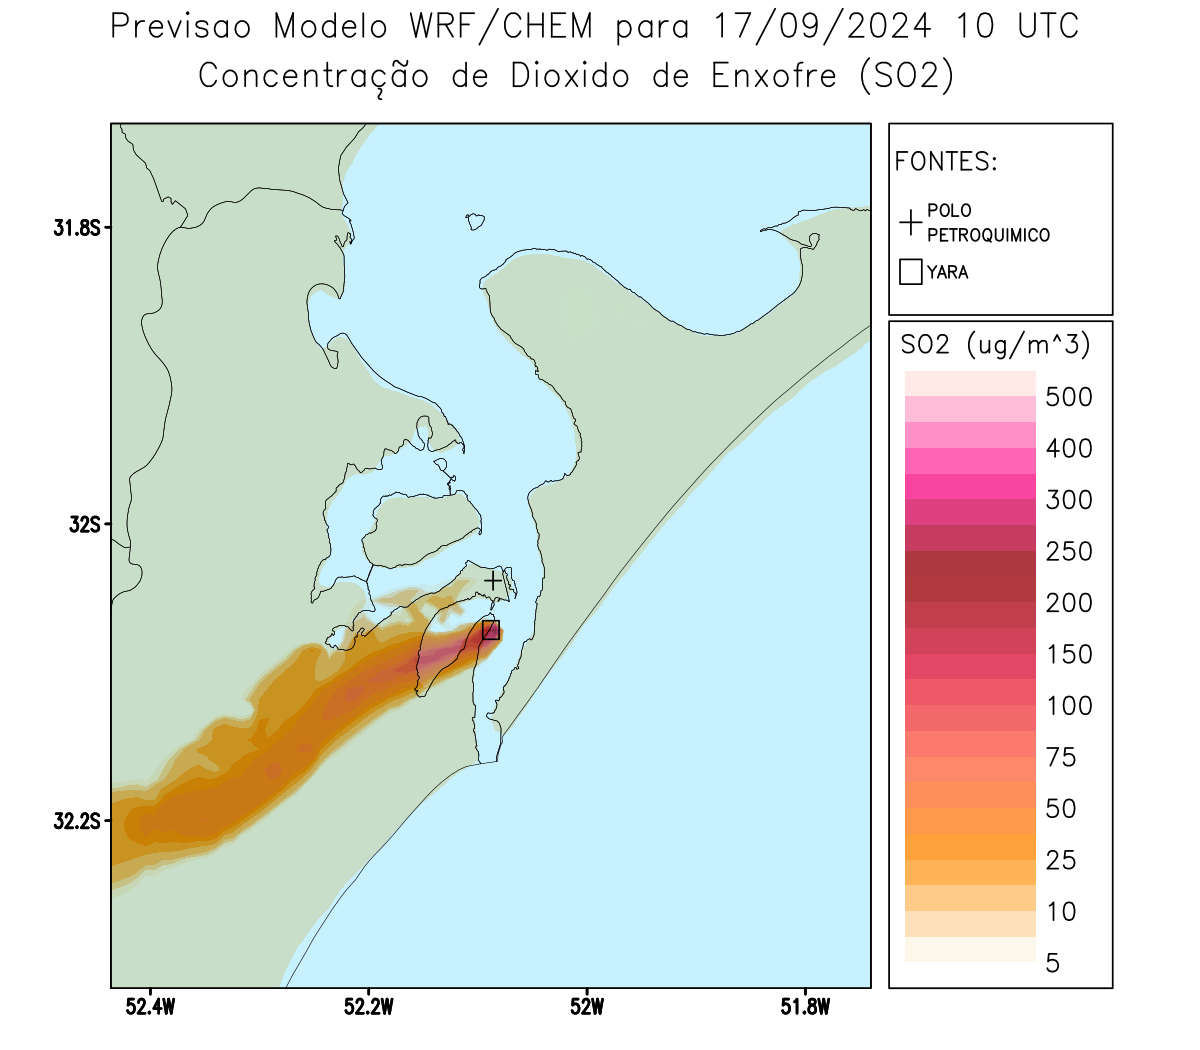 Previsao Modelo WRF/CHEM para 17/09/2024 10 UTC
Concentração de Dioxido de Enxofre (SO2)
FONTES:
POLO
PETROQUIMICO
YARA
31.8S
32S
32.2S
52.4W
52.2W
52W
51.8W
SO2 (ug/m^3)
500
400
300
250
200
150
100
75
50
25
10
5